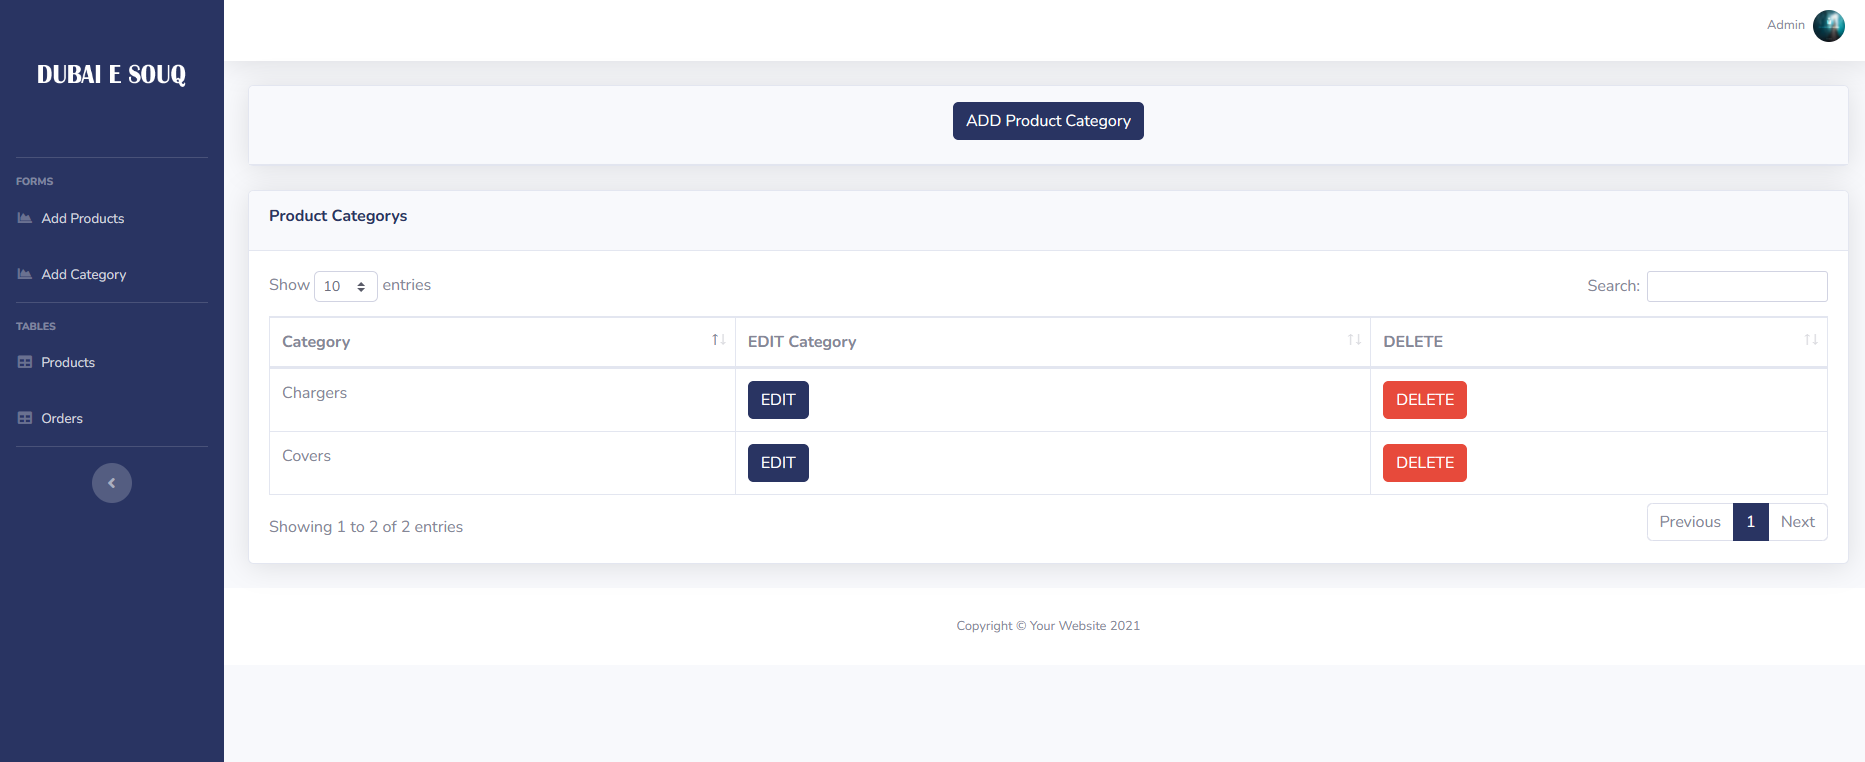 DUBAI E SOUQ
FORMS
Add Products
Add Category
TABLES
Products
Orders
Admin
ADD Product Category
Product Categorys
Show 10 entries
Search:
Category EDIT Category DELETE
Chargers EDIT DELETE
Covers EDIT DELETE
Showing 1 to 2 of 2 entries
Previous 1 Next
Copyright © Your Website 2021